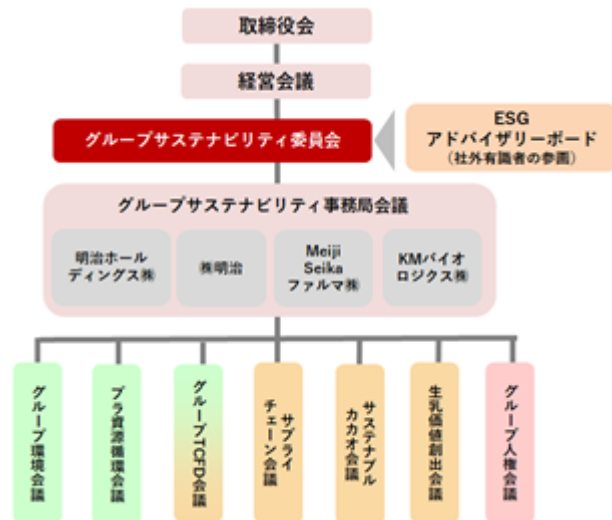 取締役会
経営会議
グループサステナビリティ委員会
ESG
アドバイザリーボード
(社外有識者の参画)
グループサステナビリティ事務局会議
明治ホール
ディングス㈱
㈱明治
Meiji
Seika
ファルマ㈱
KMバイオ
ロジクス㈱
グループ環境会議
プラ資源循環会議
グループTCFD会議
サプライ
チェーン会議
サステナブル
カカオ会議
生乳価値創出会議
グループ人権会議